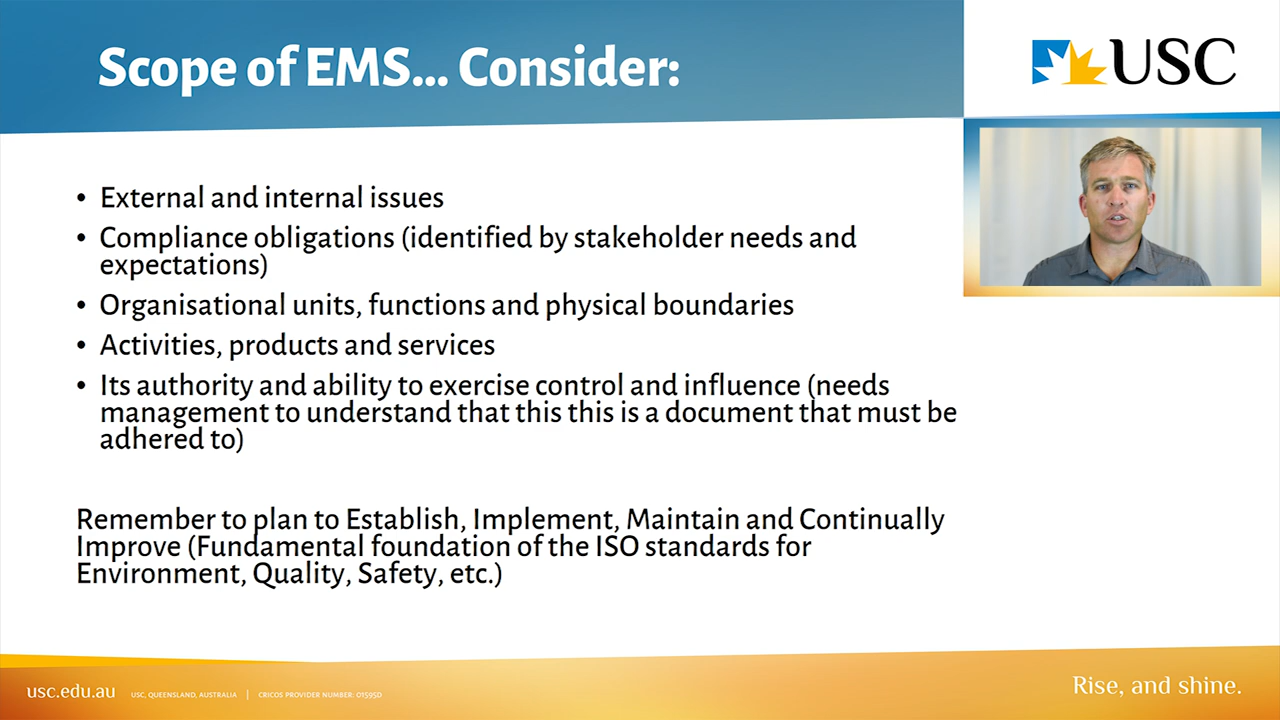 Scope of EMS... Consider:
USC
• External and internal issues
• Compliance obligations (identified by stakeholder needs and
expectations)
• Organisational units, functions and physical boundaries
• Activities, products and services
• Its authority and ability to exercise control and influence (needs
management to understand that this this is a document that must be
adhered to)
Remember to plan to Establish, Implement, Maintain and Continually
Improve (Fundamental foundation of the ISO standards for
Environment, Quality, Safety, etc.)
usc.edu.au
USC, QUEENSLAND, AUSTRALIA | CRICOS PROVIDER NUMBER: 01595D
Rise, and shine.